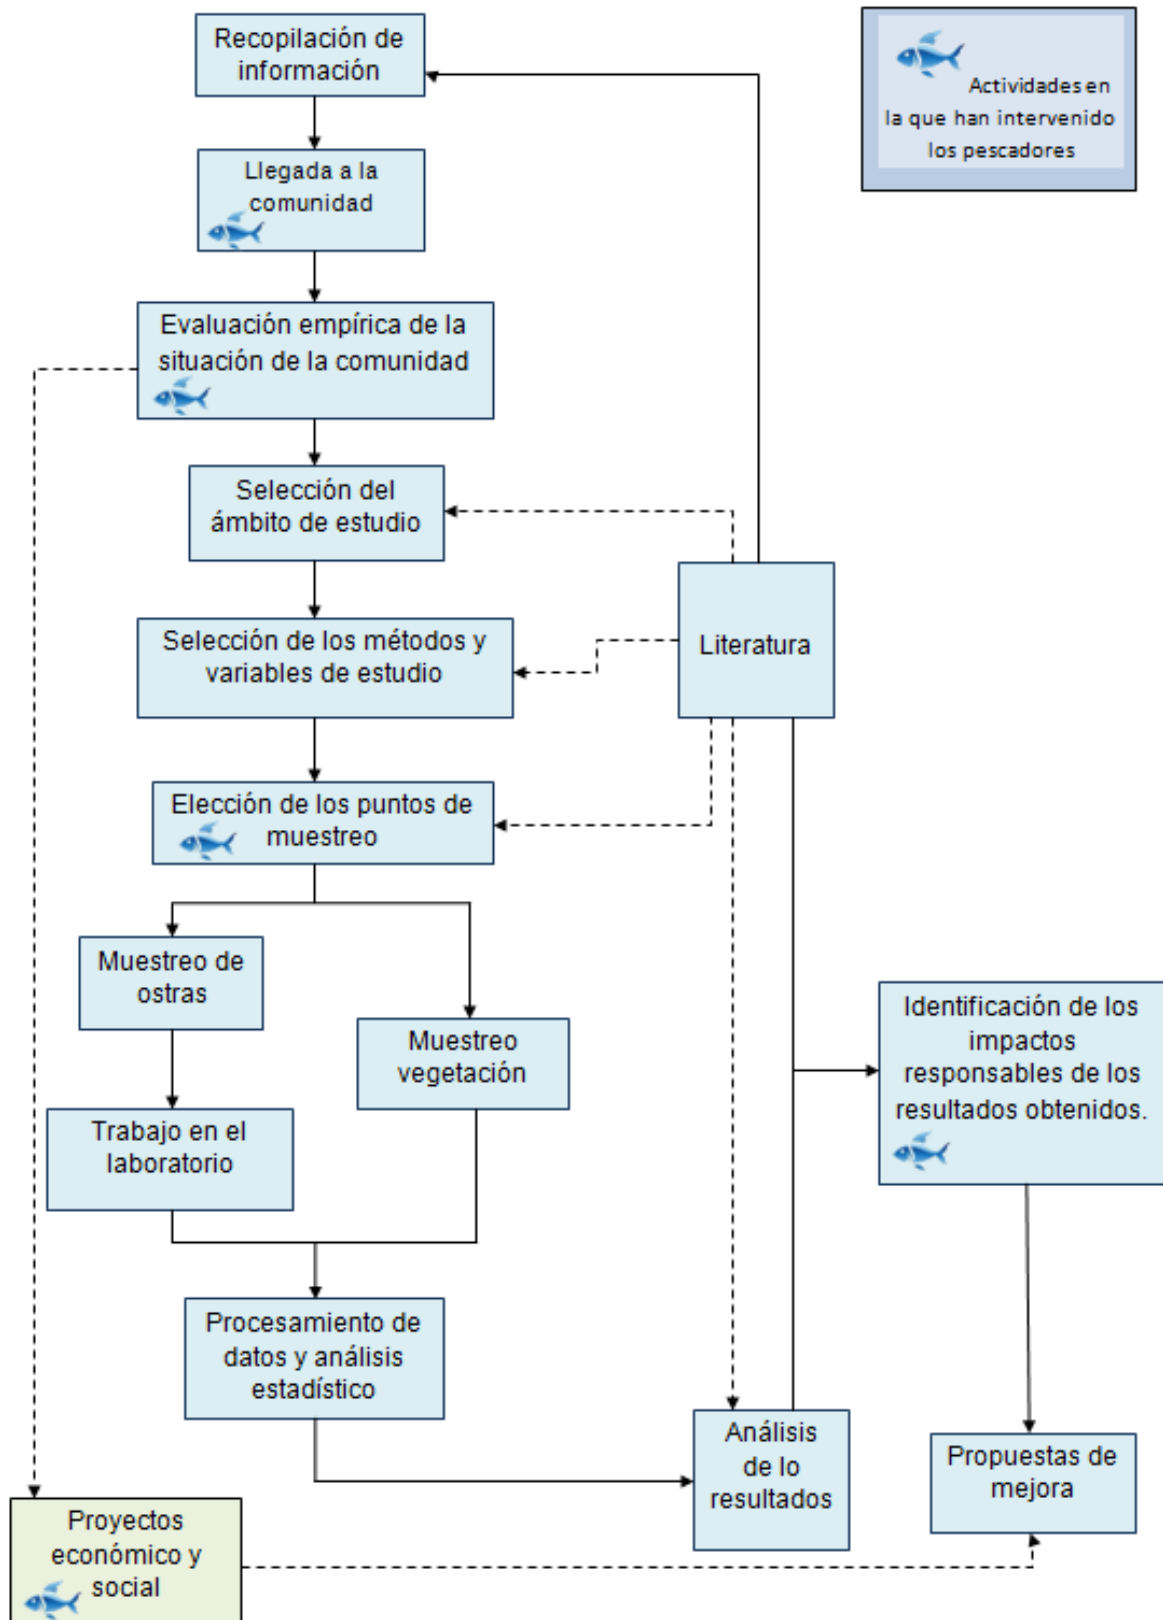 Recopilación de
información
Actividades en
la que han intervenido
los pescadores
Llegada a la
comunidad
Evaluación empírica de la
situación de la comunidad
Selección del
ámbito de estudio
Selección de los métodos y
variables de estudio
Literatura
Elección de los puntos de
muestreo
Muestreo de
ostras
Muestreo
vegetación
Identificación de los
impactos
responsables de los
resultados obtenidos.
Trabajo en el
laboratorio
Procesamiento de
datos y análisis
estadístico
Análisis
de lo
resultados
Propuestas de
mejora
Proyectos
económico y
social